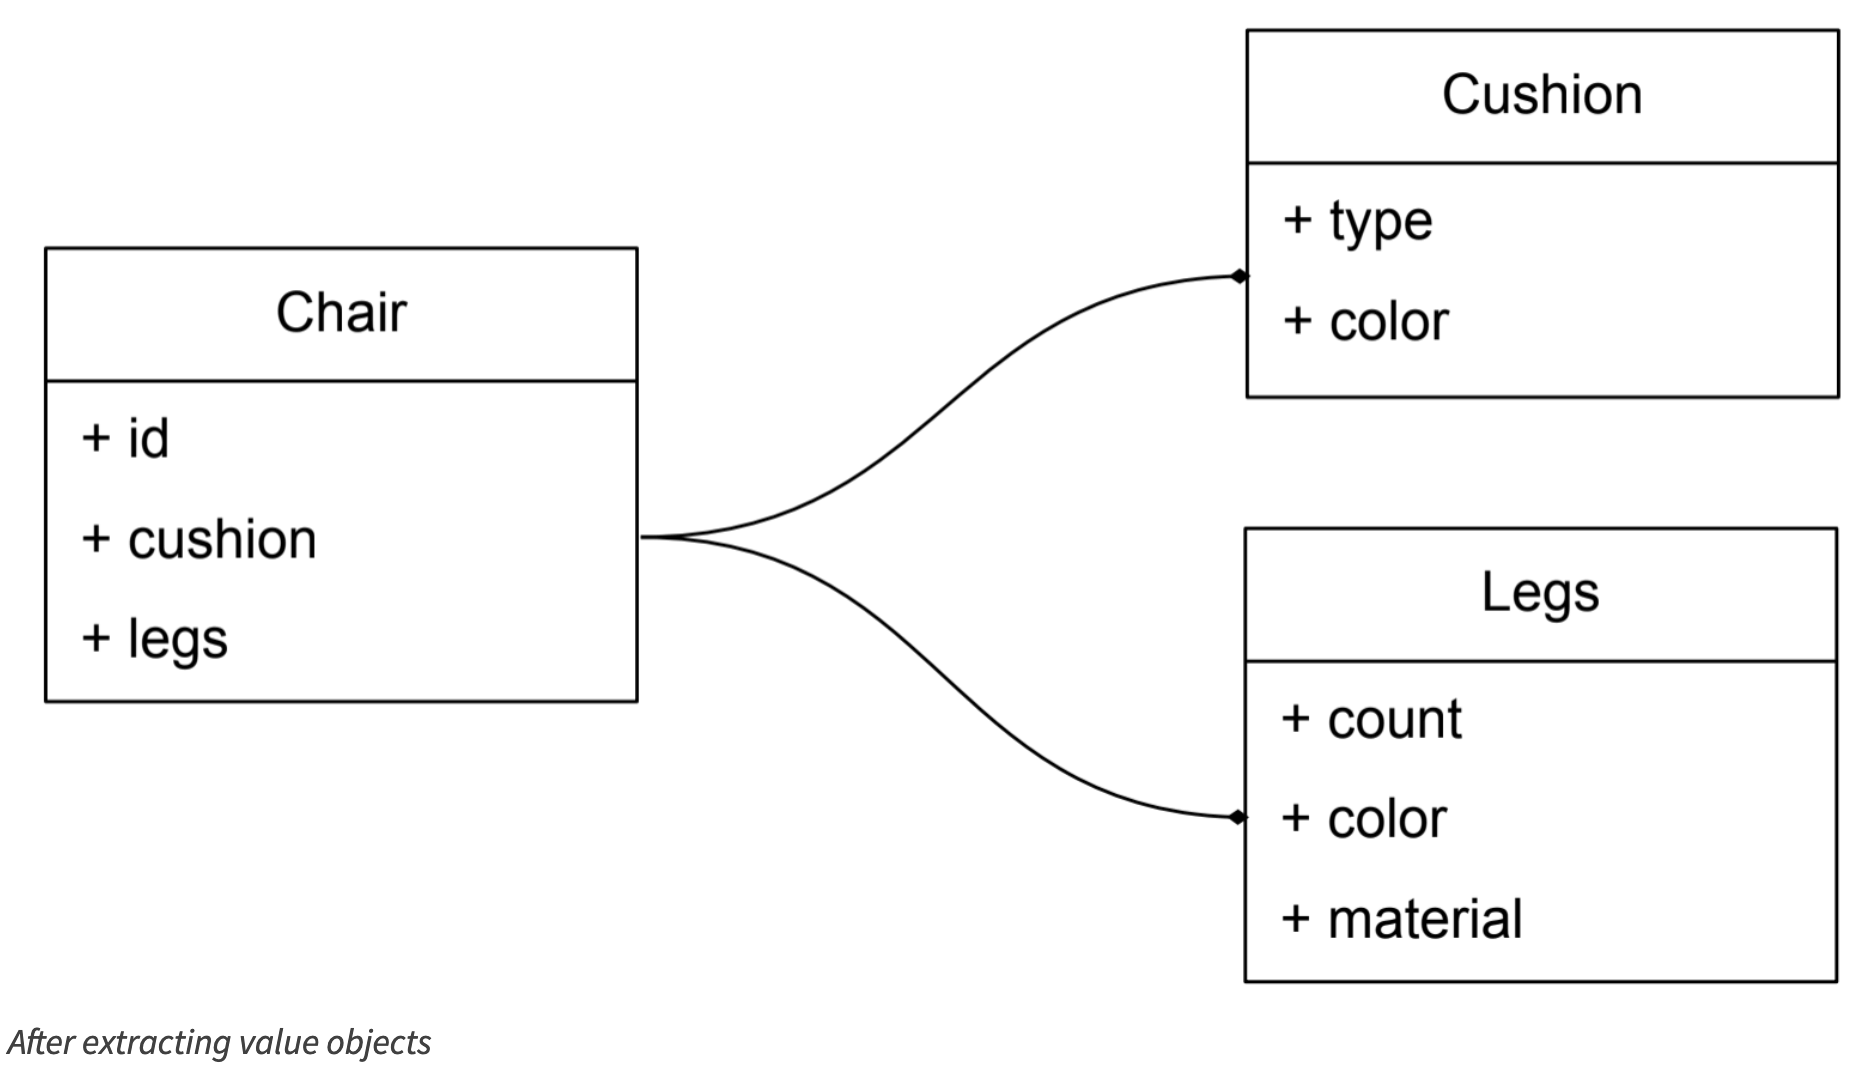 Chair
+ id
+ cushion
+ legs
Cushion
+ type
+ color
Legs
+ count
+ color
+ material
After extracting value objects